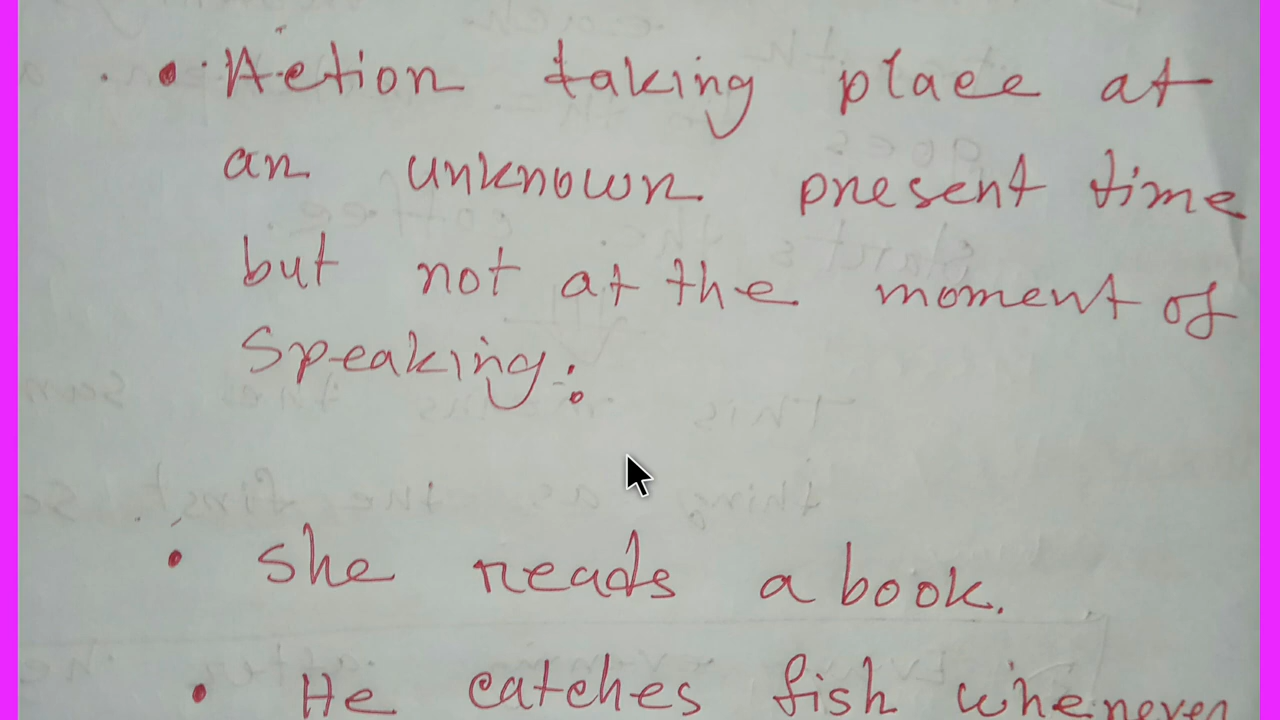 • Action taking place at
an unknown present time
but not at the moment of
Speaking:
• She reads a book.
• He catches fish whenever